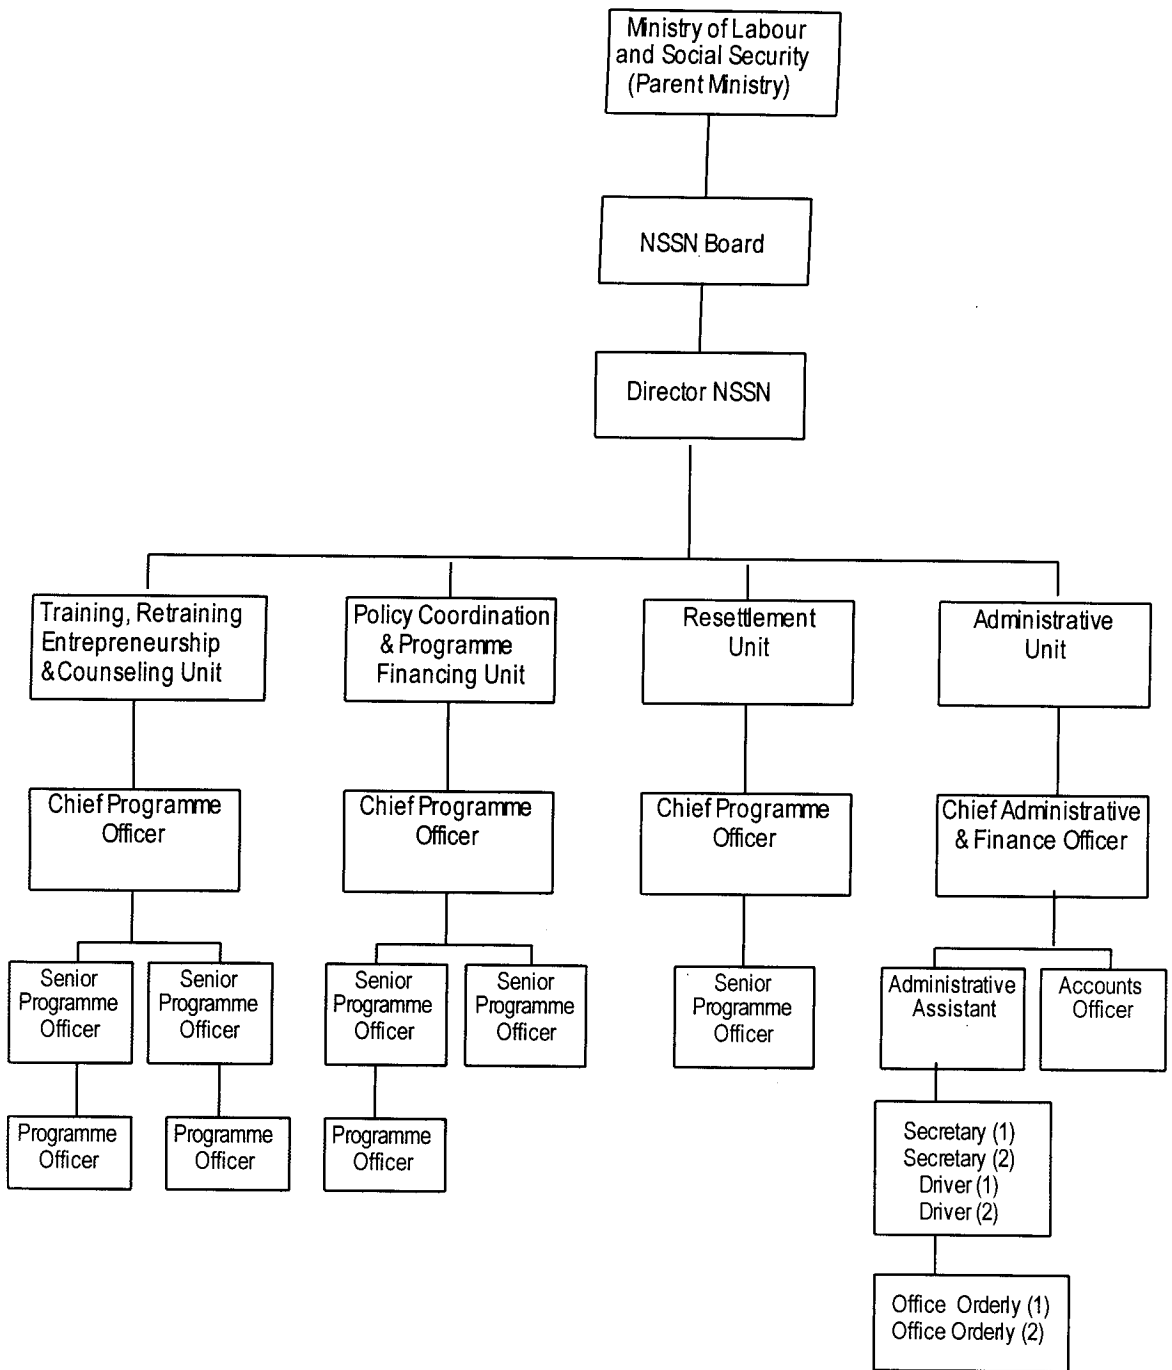 Ministry of Labour
and Social Security
(Parent Ministry)
NSSN Board
Director NSSN
Training, Retraining
Entrepreneurship
&Counseling Unit
Policy Coordination
& Programme
Financing Unit
Resettlement
Unit
Administrative
Unit
Chief Programme
Officer
Chief Programme
Officer
Chief Programme
Officer
Chief Administrative
& Finance Officer
Senior
Programme
Officer
Senior
Programme
Officer
Senior
Programme
Officer
Senior
Programme
Officer
Senior
Programme
Officer
Administrative
Assistant
Accounts
Officer
Programme
Officer
Programme
Officer
Programme
Officer
Secretary (1)
Secretary (2)
Driver (1)
Driver (2)
Office Orderly (1)
Office Orderly (2)